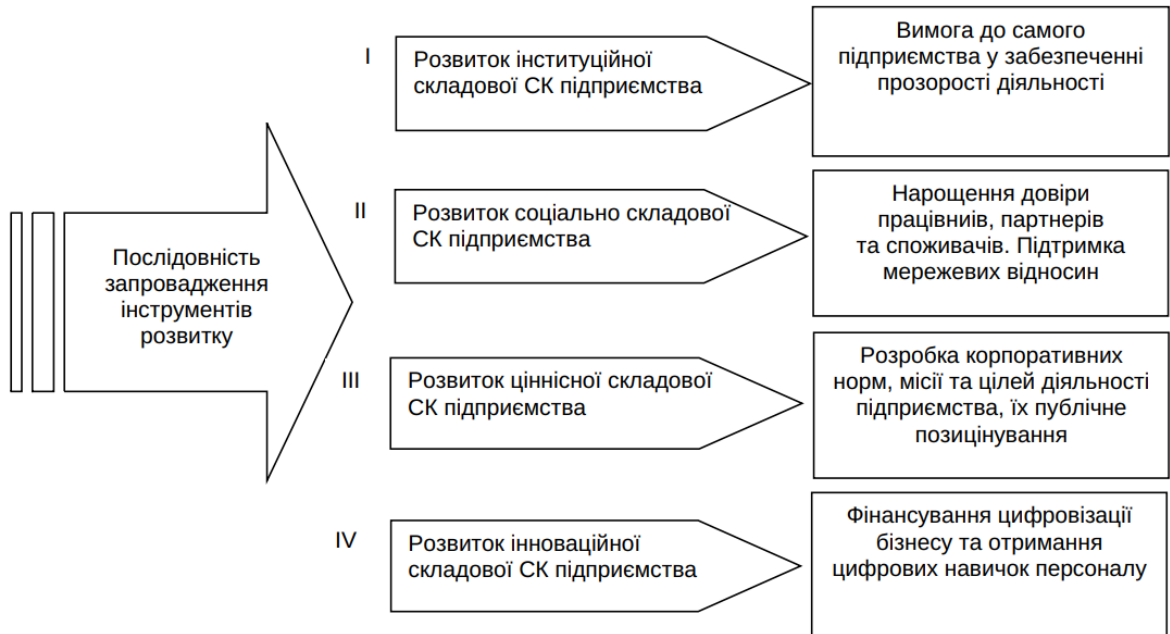 Послідовність
запровадження
інструментів
розвитку
I
Розвиток інституційної
складової СК підприємства
Вимога до самого
підприємства у забезпеченні
прозорості діяльності
II
Розвиток соціально складової
СК підприємства
Нарощення довіри
працівниів, партнерів
та споживачів. Підтримка
мережевих відносин
III
Розвиток ціннісної складової
СК підприємства
Розробка корпоративних
норм, місії та цілей діяльності
підприємства, їх публічне
позицінування
IV
Розвиток інноваційної
складової СК підприємства
Фінансування цифровізації
бізнесу та отримання
цифрових навичок персоналу